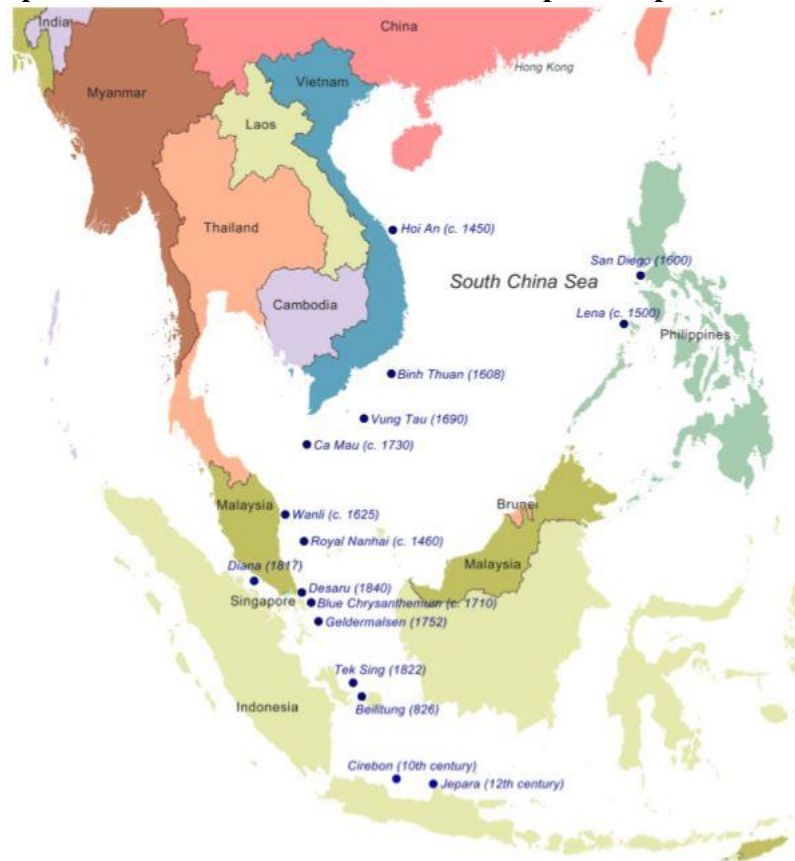 India
China
Hong Kong
Myanmar
Vietnam
Laos
Thailand
Hoi An (c. 1450)
San Diego (1600)
South China Sea
Cambodia
Lena (c. 1500)
Philippines
Binh Thuan (1608)
Vung Tau (1690)
Ca Mau (c. 1730)
Malaysia
Brunei
Wanli (c. 1625)
Royal Nanhai (c. 1460)
Malaysia
Diana (1817)
Desaru (1840)
Singapore
Blue Chrysanthemum (c. 1710)
Geldermalsen (1752)
Tek Sing (1822)
Indonesia
Beilitung (826)
Cirebon (10th century)
Jepara (12th century)